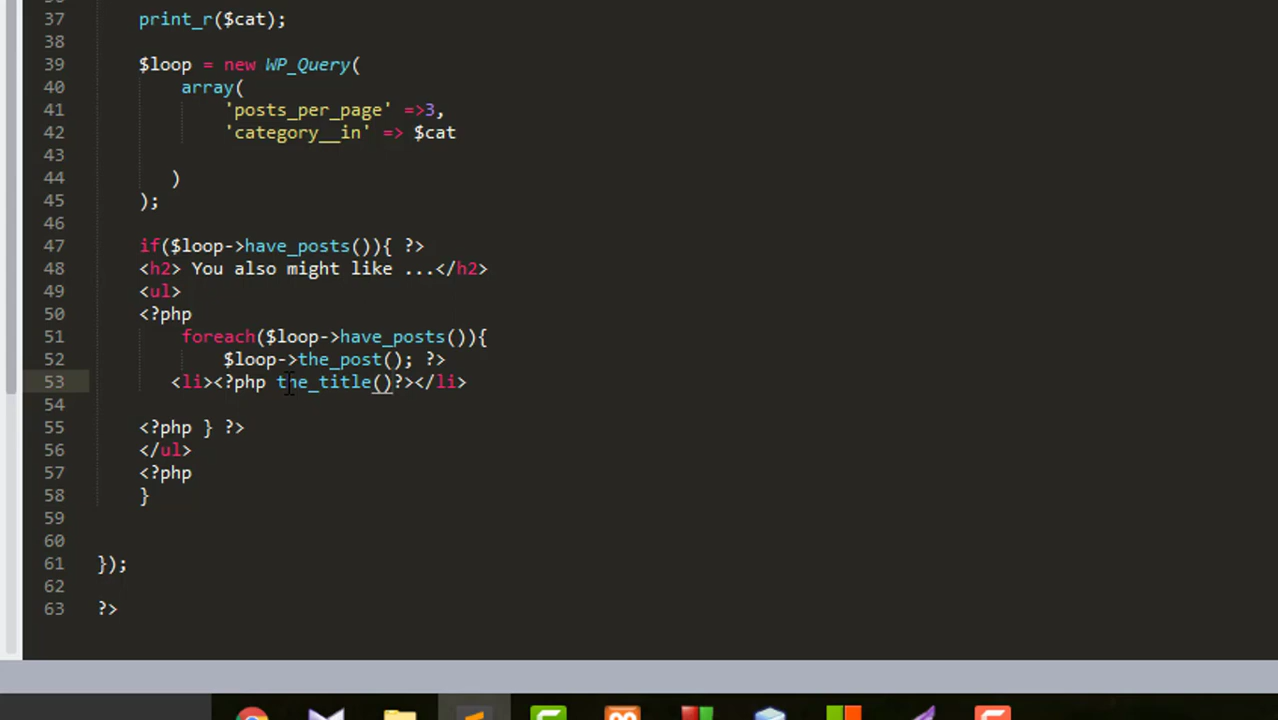 37 print_r($cat);
38
39 $loop = new WP_Query(
40 array(
41 'posts_per_page' =>3,
42 'category__in' => $cat
43
44 )
45 );
46
47 if($loop->have_posts()){ ?>
48 <h2> You also might like ...</h2>
49 <ul>
50 <?php
51 foreach($loop->have_posts()){
52 $loop->the_post(); ?>
53 <li><?php the_title()?></li>
54
55 <?php } ?>
56 </ul>
57 <?php
58 }
59
60
61 });
62
63 ?>